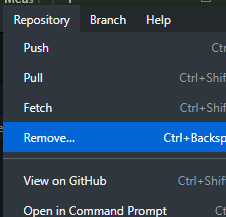 Repository Branch Help
Push
Pull Ctrl+Shif
Fetch Ctrl+Shif
Remove... Ctrl+Backsp
View on GitHub Ctrl+Shif
Open in Command Prompt Ctr